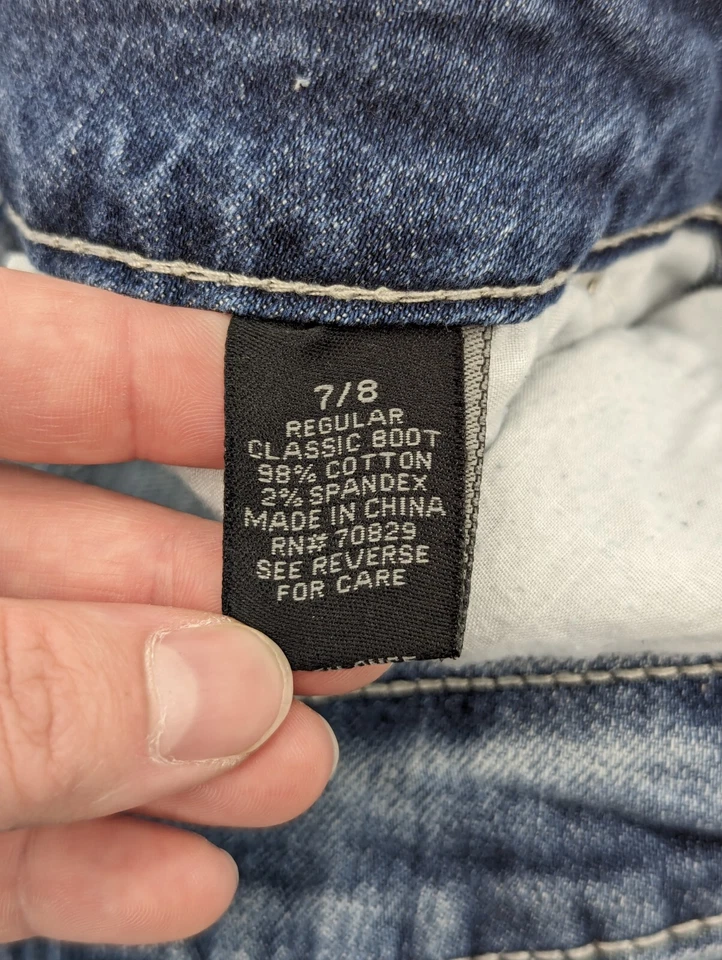 7/8
REGULAR
CLASSIC BOOT
98% COTTON
2% SPANDEX
MADE IN CHINA
RN# 70829
SEE REVERSE
FOR CARE